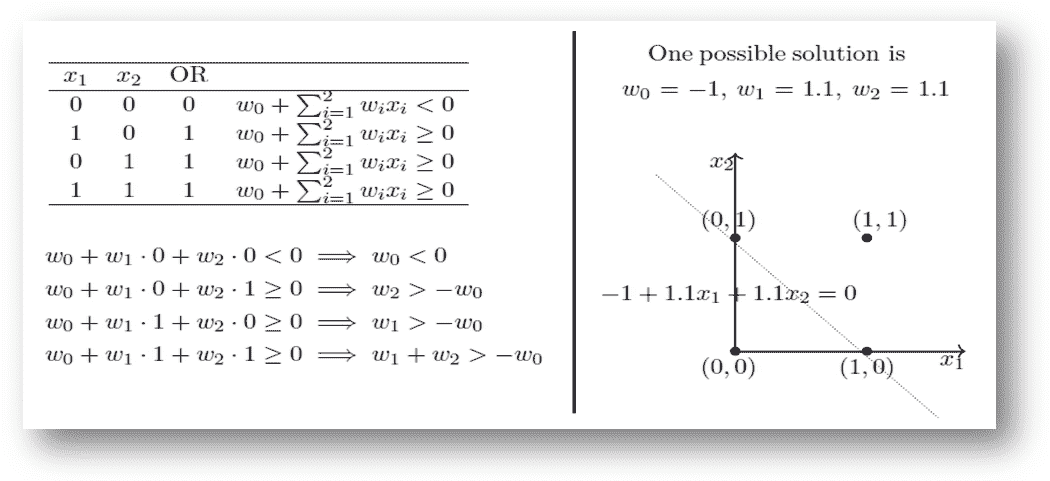 x₁ x₂ OR
0 0 0 w₀ + ∑²ᵢ₌₁ wᵢxᵢ < 0
1 0 1 w₀ + ∑²ᵢ₌₁ wᵢxᵢ ≥ 0
0 1 1 w₀ + ∑²ᵢ₌₁ wᵢxᵢ ≥ 0
1 1 1 w₀ + ∑²ᵢ₌₁ wᵢxᵢ ≥ 0
w₀ + w₁ · 0 + w₂ · 0 < 0 ⟹ w₀ < 0
w₀ + w₁ · 0 + w₂ · 1 ≥ 0 ⟹ w₂ > −w₀
w₀ + w₁ · 1 + w₂ · 0 ≥ 0 ⟹ w₁ > −w₀
w₀ + w₁ · 1 + w₂ · 1 ≥ 0 ⟹ w₁ + w₂ > −w₀
One possible solution is
w₀ = −1, w₁ = 1.1, w₂ = 1.1
x₂
(0, 1) (1, 1)
−1 + 1.1x₁ + 1.1x₂ = 0
x₁
(0, 0) (1, 0)